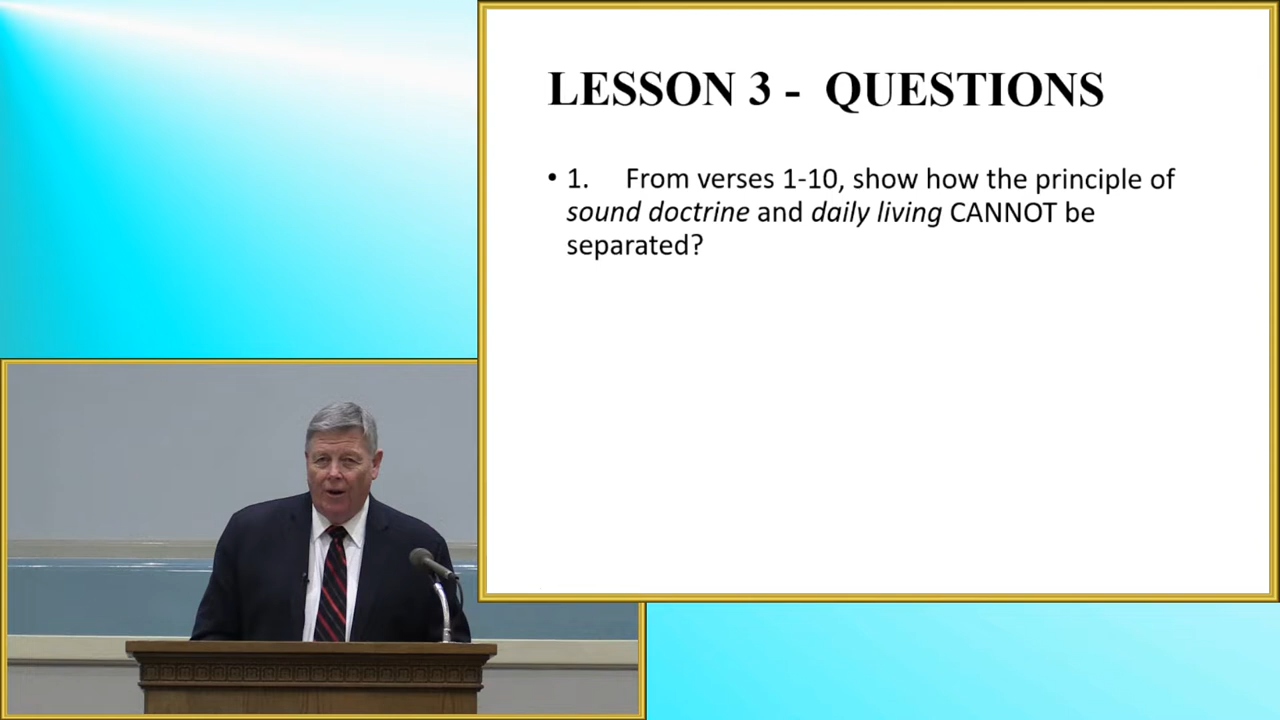 LESSON 3 - QUESTIONS
• 1. From verses 1-10, show how the principle of
sound doctrine and daily living CANNOT be
separated?